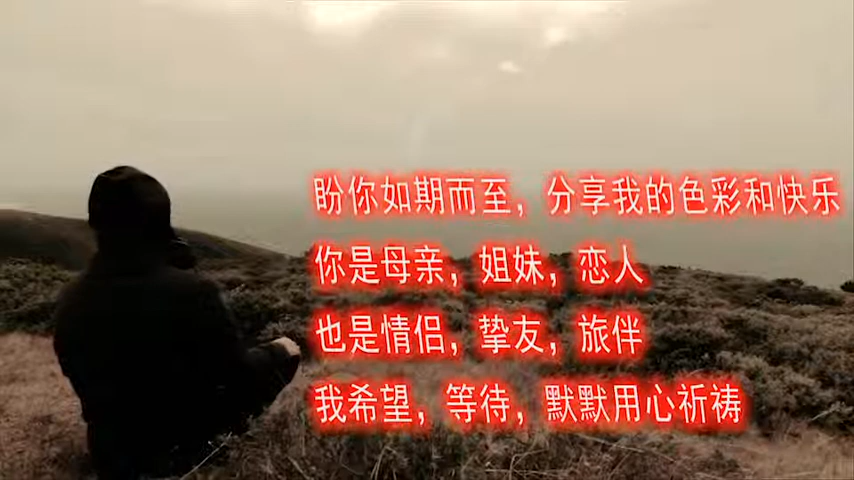 盼你如期而至，分享我的色彩和快乐
你是母亲，姐妹，恋人
也是情侣，挚友，旅伴
我希望，等待，默默用心祈祷